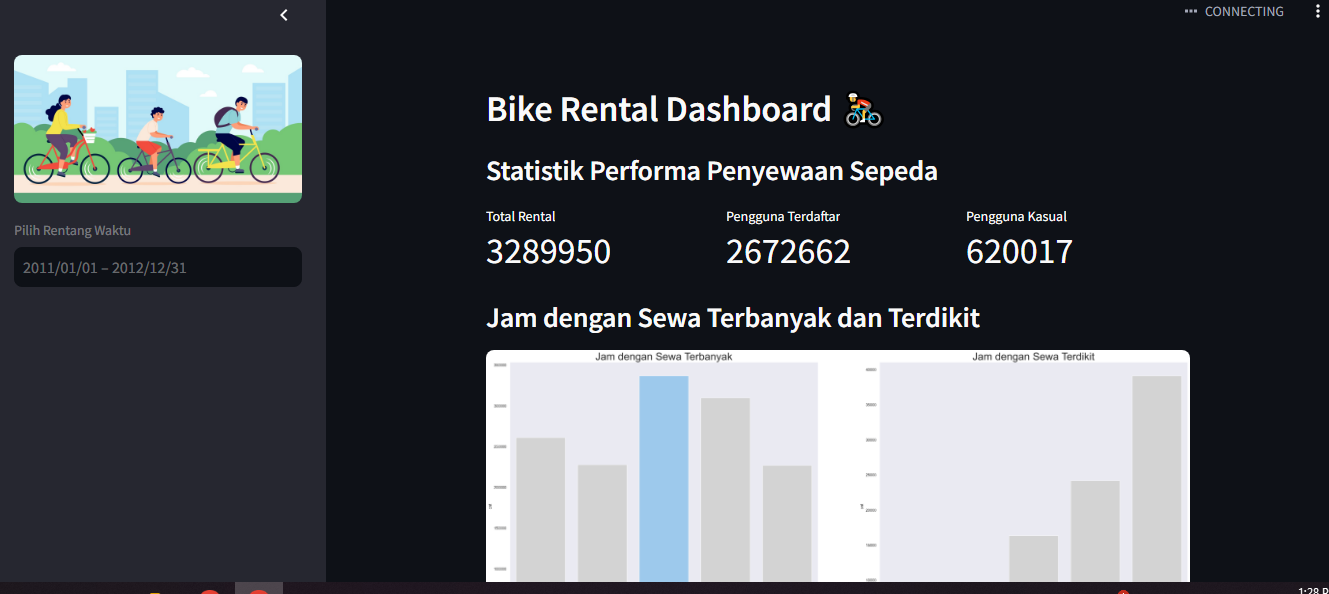 CONNECTING
Pilih Rentang Waktu
2011/01/01 – 2012/12/31
Bike Rental Dashboard
Statistik Performa Penyewaan Sepeda
Total Rental
3289950
Pengguna Terdaftar
2672662
Pengguna Kasual
620017
Jam dengan Sewa Terbanyak dan Terdikit
Jam dengan Sewa Terbanyak
Jam dengan Sewa Terdikit